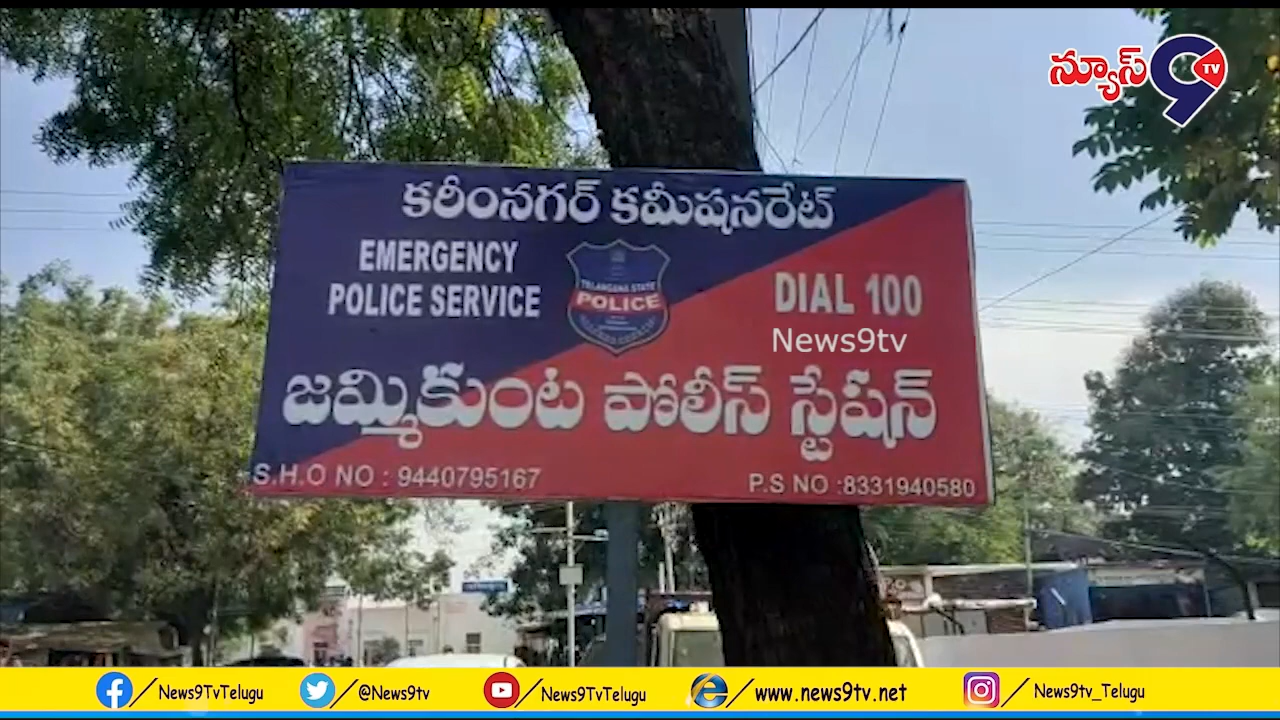 న్యూస్ 9 TV
కరీంనగర్ కమీషనరేట్
EMERGENCY
POLICE SERVICE
TELANGANA STATE
POLICE
DIAL 100
News9tv
జమ్మికుంట పోలీస్ స్టేషన్
S.H.O NO : 9440795167
P.S NO :8331940580
News9TvTelugu
@News9tv
News9TvTelugu
www.news9tv.net
News9tv_Telugu